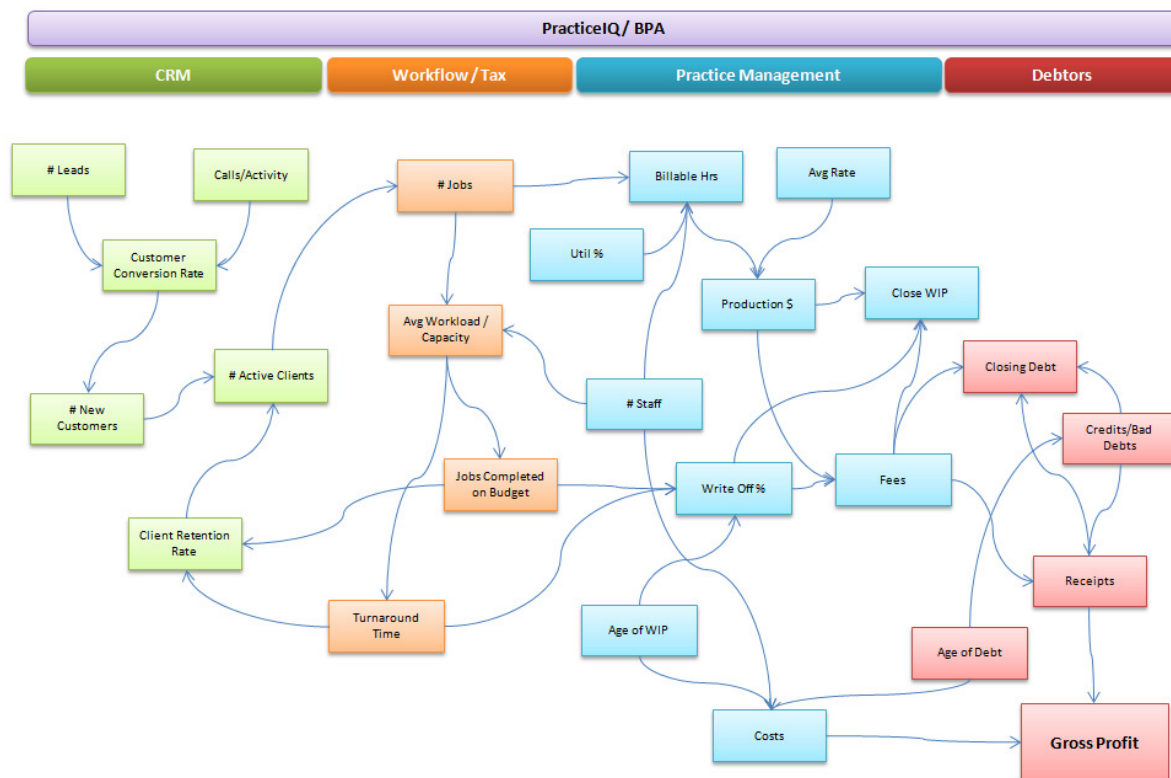 PracticeIQ / BPA
CRM
Workflow / Tax
Practice Management
Debtors
# Leads
Calls/Activity
# Jobs
Billable Hrs
Avg Rate
Customer
Conversion Rate
Util %
Production $
Close WIP
Avg Workload /
Capacity
# Active Clients
Closing Debt
# New
Customers
# Staff
Credits/Bad
Debts
Jobs Completed
on Budget
Write Off %
Fees
Client Retention
Rate
Receipts
Turnaround
Time
Age of WIP
Age of Debt
Costs
Gross Profit